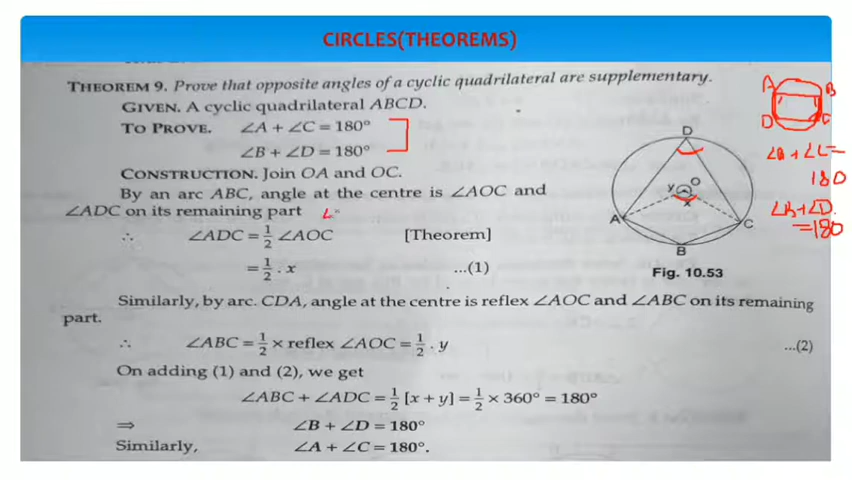 CIRCLES(THEOREMS)
THEOREM 9. Prove that opposite angles of a cyclic quadrilateral are supplementary.
GIVEN. A cyclic quadrilateral ABCD.
TO PROVE. ∠A + ∠C = 180°
∠B + ∠D = 180°
CONSTRUCTION. Join OA and OC.
By an arc ABC, angle at the centre is ∠AOC and
∠ADC on its remaining part
∴ ∠ADC = 1/2 ∠AOC [Theorem]
= 1/2 . x ...(1)
Similarly, by arc. CDA, angle at the centre is reflex ∠AOC and ∠ABC on its remaining
part.
∴ ∠ABC = 1/2 × reflex ∠AOC = 1/2 . y ...(2)
On adding (1) and (2), we get
∠ABC + ∠ADC = 1/2 [x + y] = 1/2 × 360° = 180°
⇒ ∠B + ∠D = 180°
Similarly, ∠A + ∠C = 180°.
D
O
y
x
A
C
B
Fig. 10.53
A B
D C
∠C =
180
∠B + ∠D.
= 180